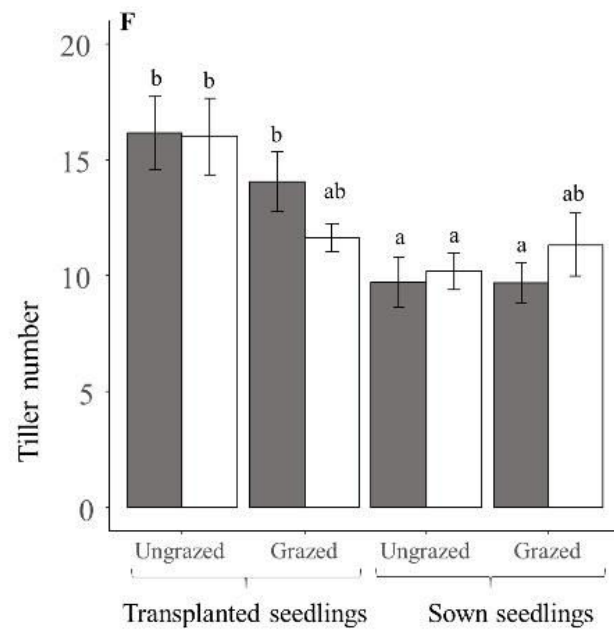 F
20
15
10
5
0
Tiller number
b
b
b
ab
a
a
a
ab
Ungrazed Grazed Ungrazed Grazed
Transplanted seedlings Sown seedlings